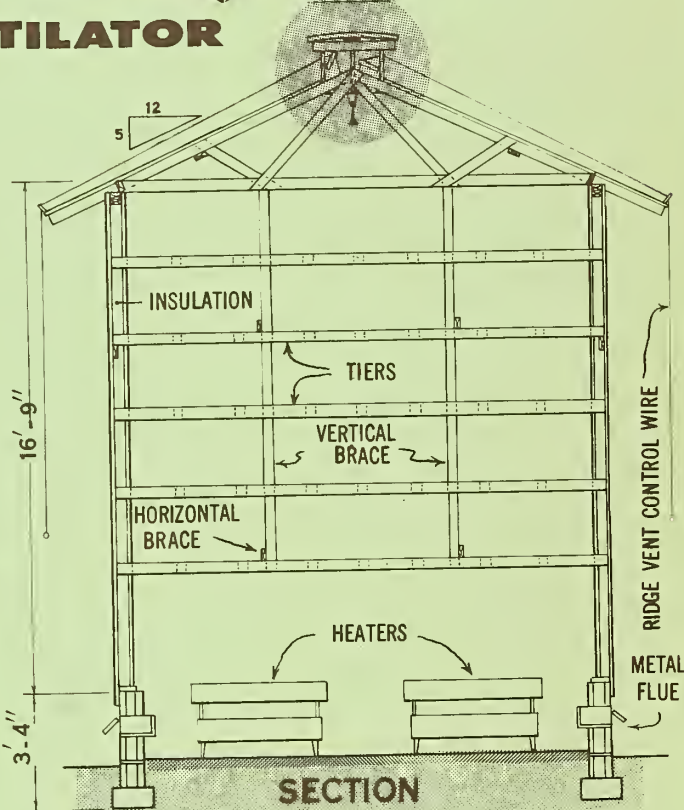 TILATOR
12
5
INSULATION
TIERS
16'-9"
VERTICAL
BRACE
HORIZONTAL
BRACE
RIDGE VENT CONTROL WIRE
HEATERS
METAL
FLUE
3'-4"
SECTION